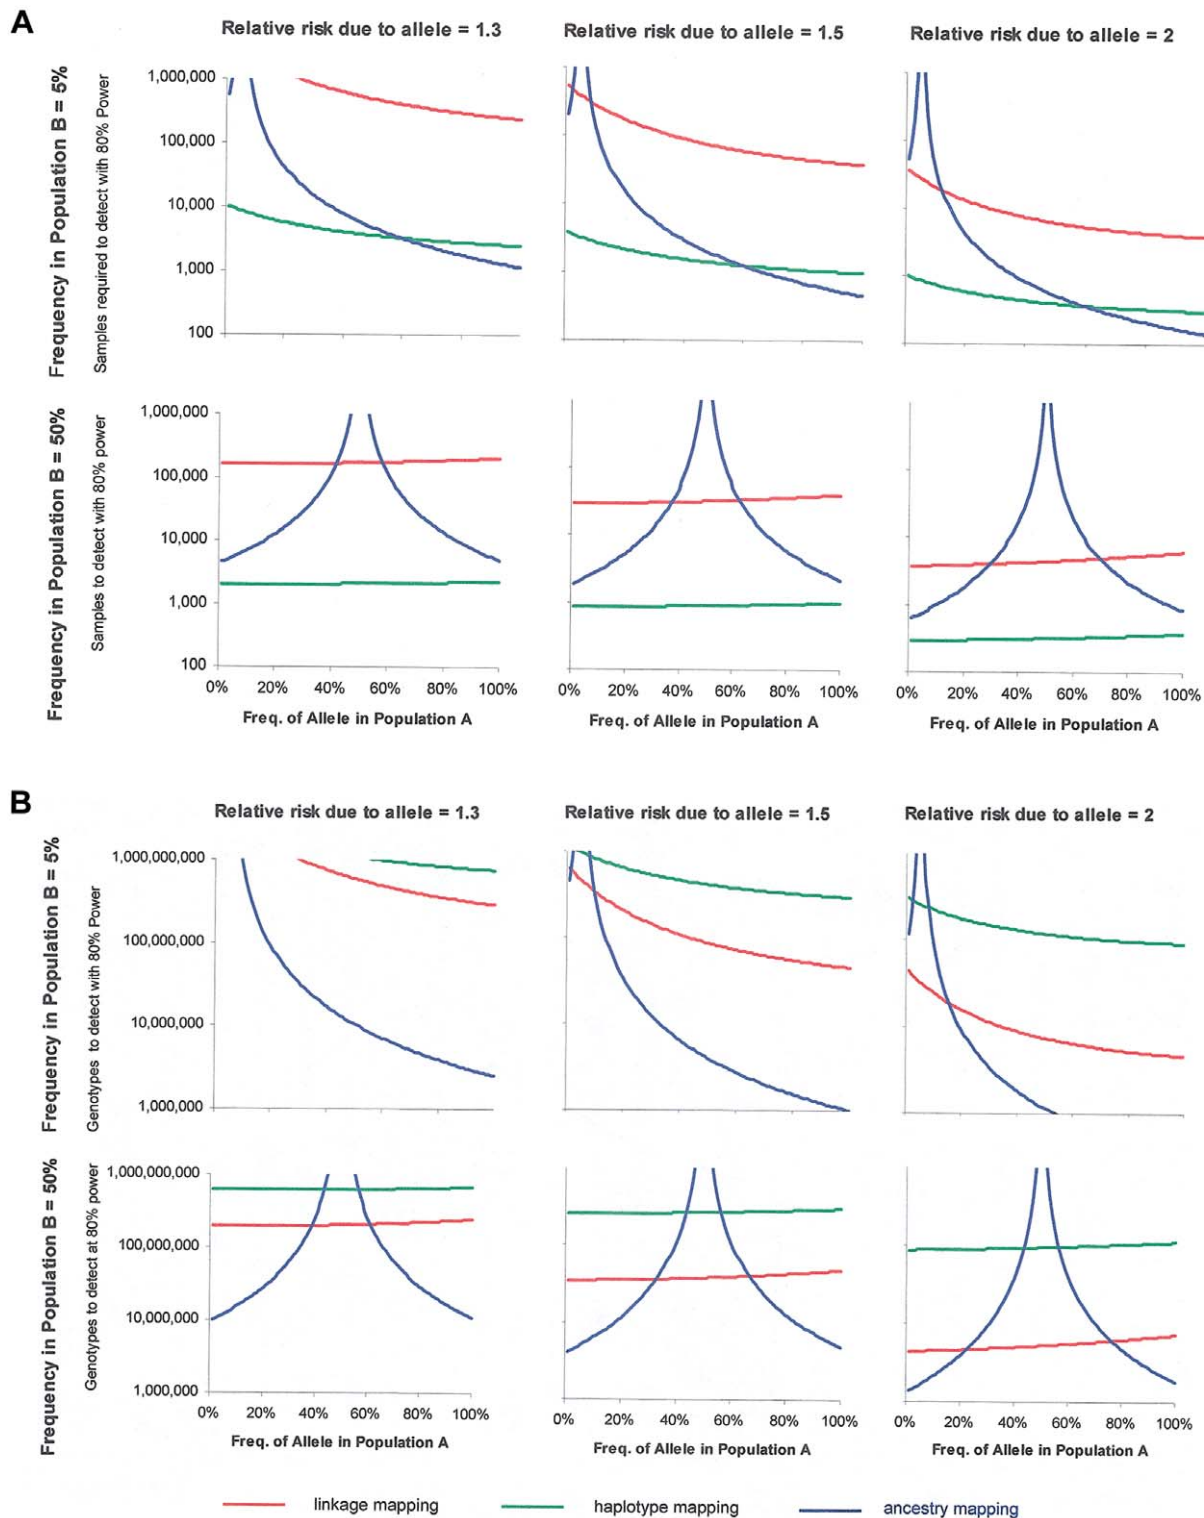 A
Relative risk due to allele = 1.3
Relative risk due to allele = 1.5
Relative risk due to allele = 2
Frequency in Population B = 5%
Samples required to detect with 80% Power
1,000,000
100,000
10,000
1,000
100
Frequency in Population B = 50%
Samples to detect with 80% power
1,000,000
100,000
10,000
1,000
100
0% 20% 40% 60% 80% 100%
0% 20% 40% 60% 80% 100%
0% 20% 40% 60% 80% 100%
Freq. of Allele in Population A
Freq. of Allele in Population A
Freq. of Allele in Population A
B
Relative risk due to allele = 1.3
Relative risk due to allele = 1.5
Relative risk due to allele = 2
Frequency in Population B = 5%
Genotypes to detect with 80% Power
1,000,000,000
100,000,000
10,000,000
1,000,000
Frequency in Population B = 50%
Genotypes to detect at 80% power
1,000,000,000
100,000,000
10,000,000
1,000,000
0% 20% 40% 60% 80% 100%
0% 20% 40% 60% 80% 100%
0% 20% 40% 60% 80% 100%
Freq. of Allele in Population A
Freq. of Allele in Population A
Freq. of Allele in Population A
linkage mapping
haplotype mapping
ancestry mapping